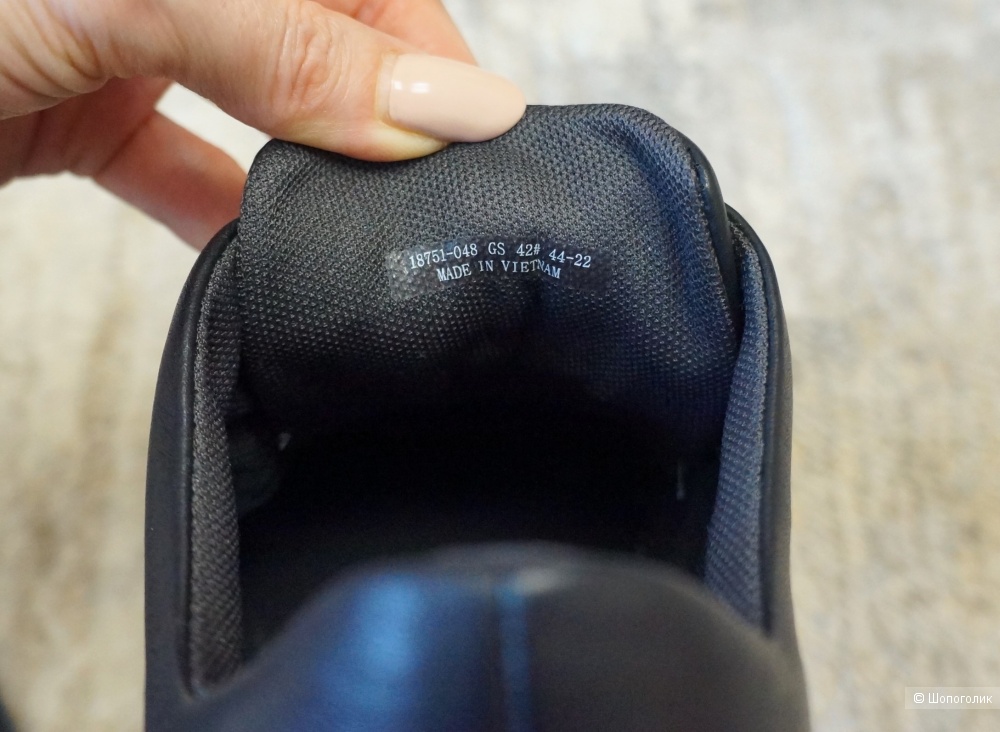 18751-048 GS 42# 44-22
MADE IN VIETNAM
© Шопоголик